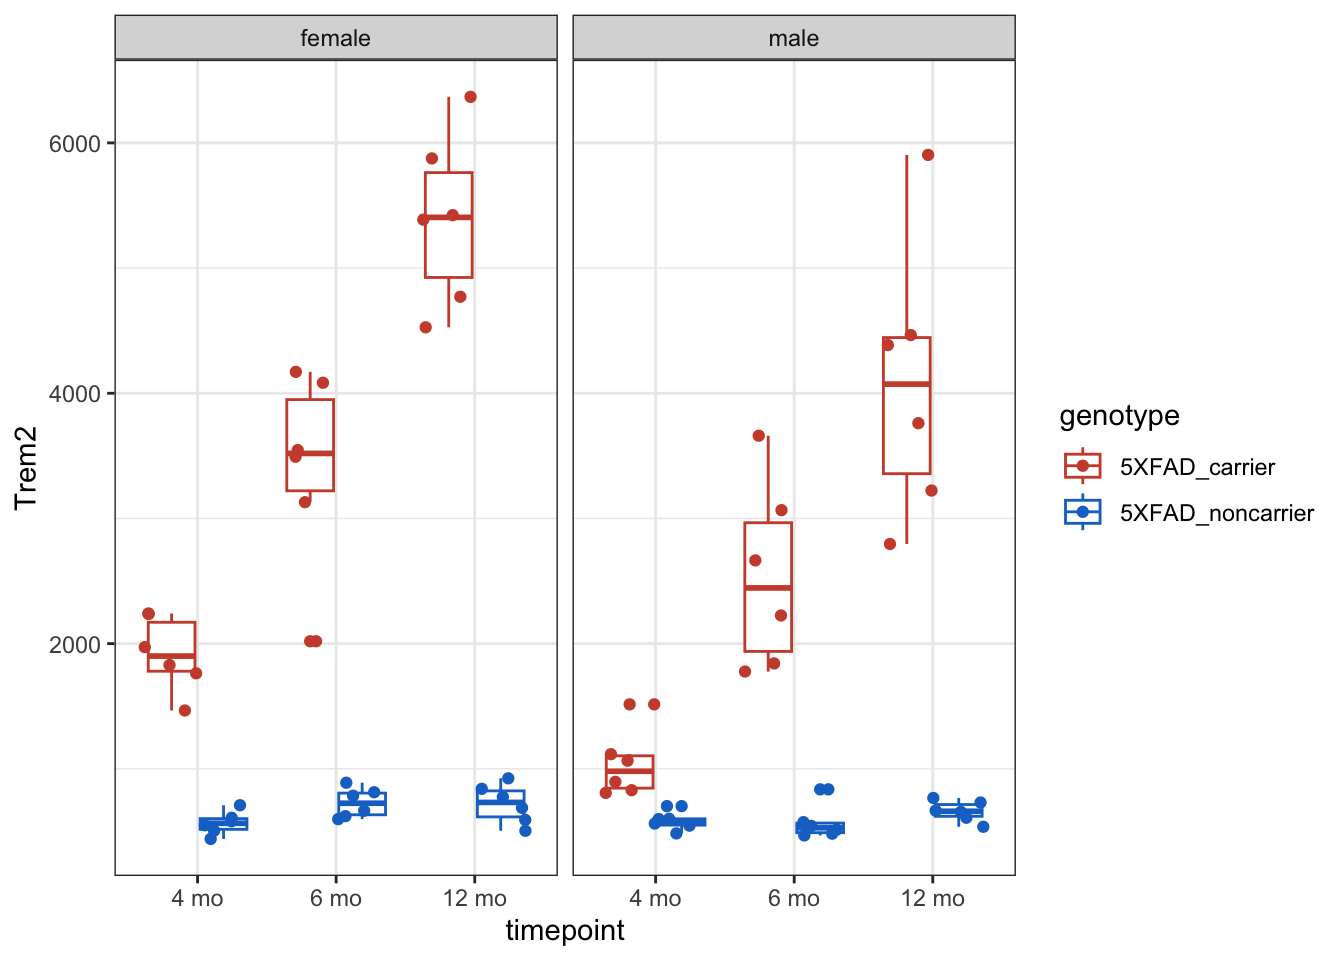 female
male
Trem2
6000
4000
2000
4 mo
6 mo
12 mo
4 mo
6 mo
12 mo
timepoint
genotype
5XFAD_carrier
5XFAD_noncarrier